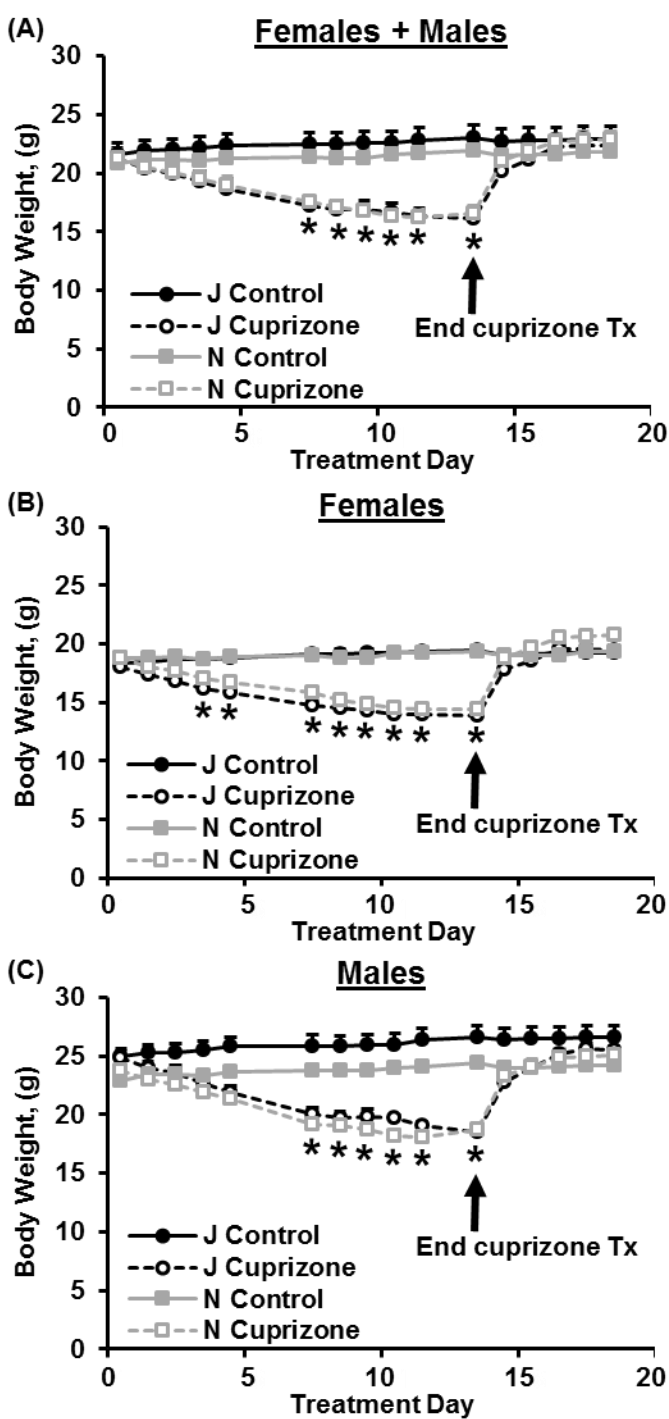 (A)
Females + Males
30
25
20
15
10
5
0
Body Weight, (g)
* * * * * *
J Control
J Cuprizone
N Control
N Cuprizone
End cuprizone Tx
0 5 10 15 20
Treatment Day
(B)
Females
30
25
20
15
10
5
0
Body Weight, (g)
* * * * * * * *
J Control
J Cuprizone
N Control
N Cuprizone
End cuprizone Tx
0 5 10 15 20
Treatment Day
(C)
Males
30
25
20
15
10
5
0
Body Weight, (g)
* * * * * *
J Control
J Cuprizone
N Control
N Cuprizone
End cuprizone Tx
0 5 10 15 20
Treatment Day